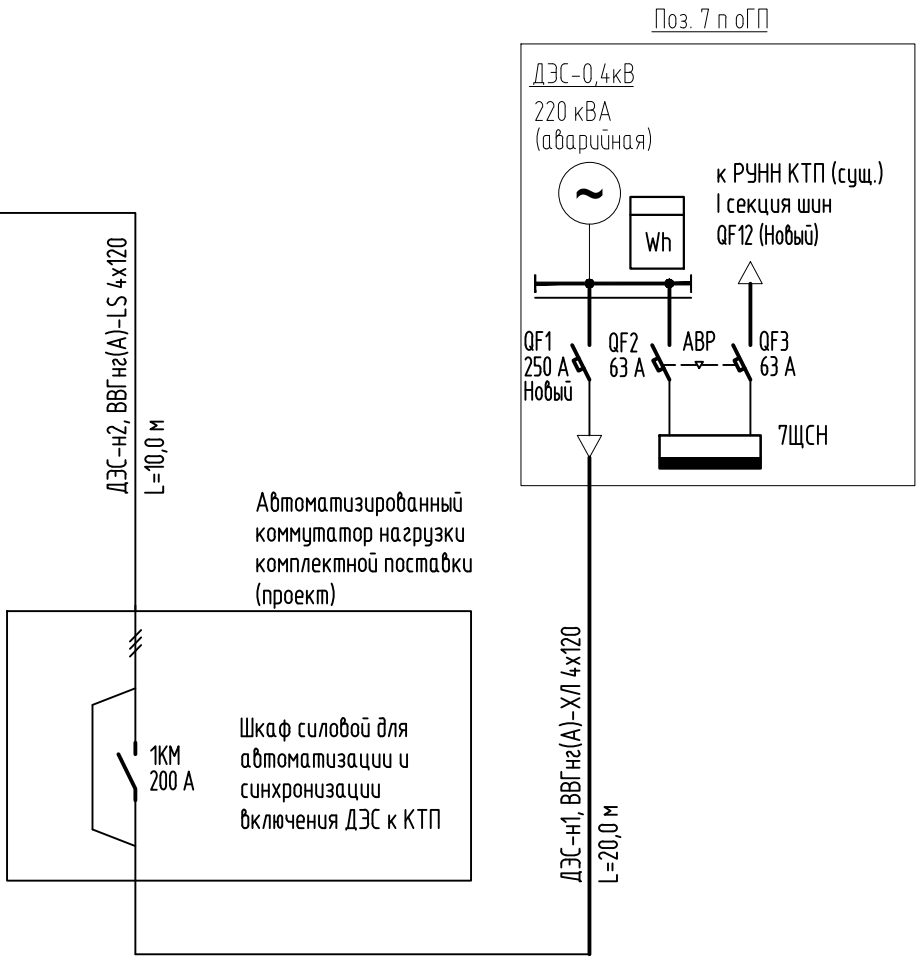 Поз. 7 п оГП
ДЭС-0,4кВ
220 кВА
(аварийная)
к РУНН КТП (сущ.)
I секция шин
QF12 (Новый)
~
Wh
QF1
250 А
Новый
QF2
63 А
АВР
QF3
63 А
7ЩСН
ДЭС-н2, ВВГнг(А)-LS 4х120
L=10,0 м
Автоматизированный
коммутатор нагрузки
комплектной поставки
(проект)
1КМ
200 А
Шкаф силовой для
автоматизации и
синхронизации
включения ДЭС к КТП
ДЭС-н1, ВВГнг(А)-ХЛ 4х120
L=20,0 м